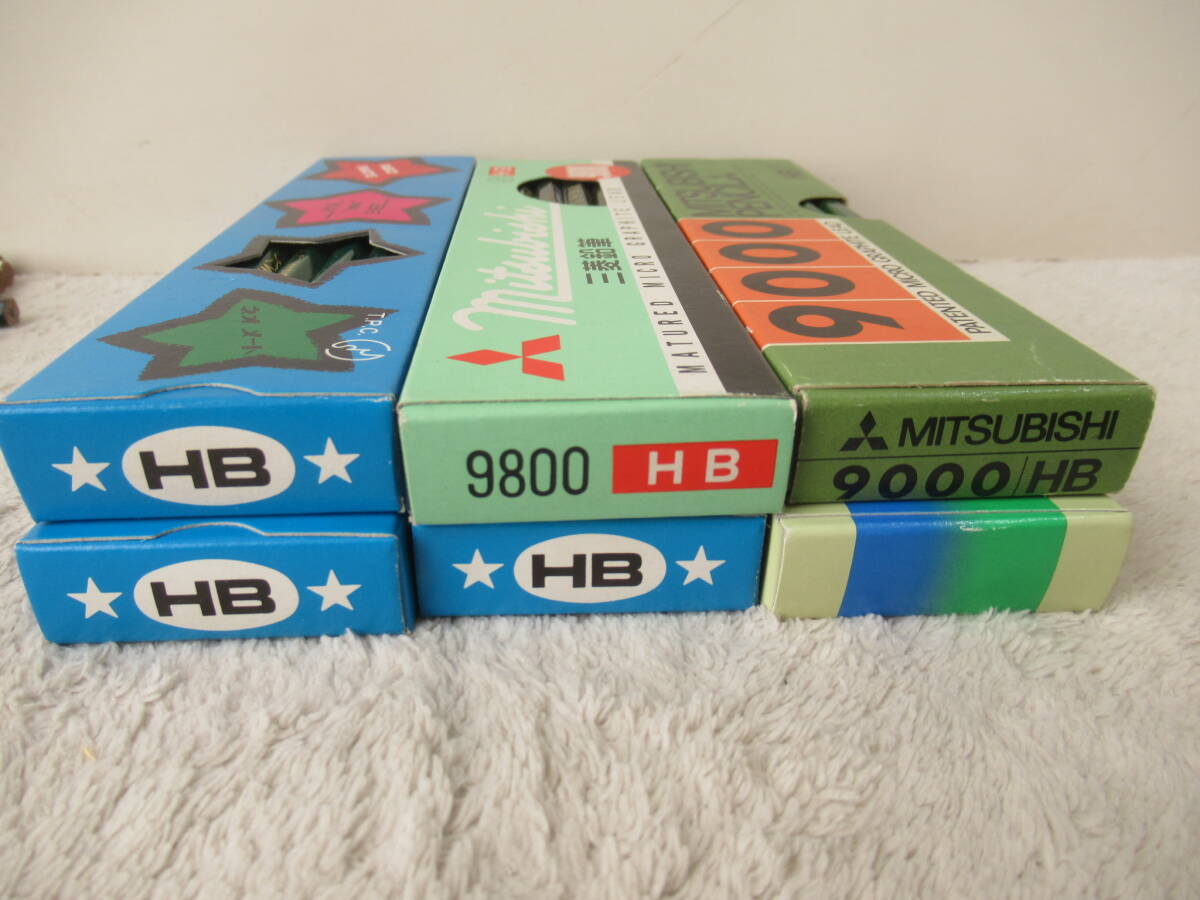 T.P.C.
HB
Mitsubishi
三菱鉛筆
MATURED MICRO GRAPHITE LEAD
9800
HB
PENCIL
9000
PATENTED MICRO GRAPHITE LEAD
MITSUBISHI
9000/HB
HB
HB